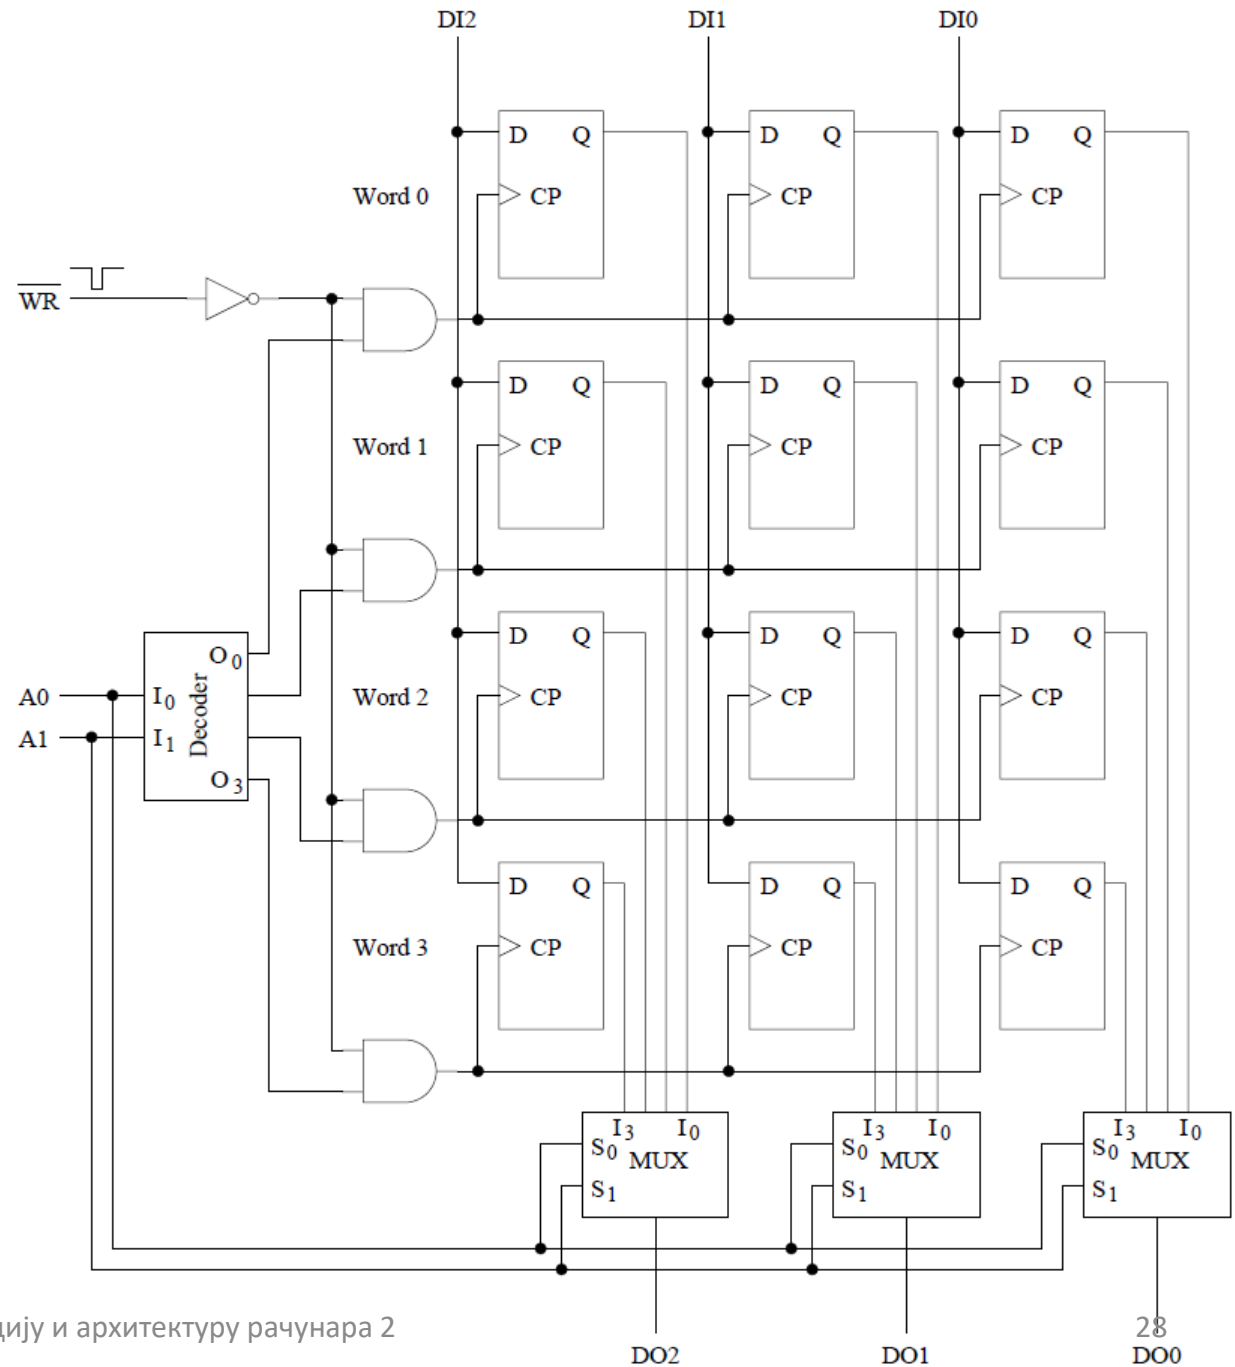 DI2 DI1 DI0
D Q D Q D Q
Word 0 CP CP CP
WR
D Q D Q D Q
Word 1 CP CP CP
D Q D Q D Q
O0
A0 I0 Decoder Word 2 CP CP CP
A1 I1
O3
D Q D Q D Q
Word 3 CP CP CP
I3 I0 I3 I0 I3 I0
S0 MUX S0 MUX S0 MUX
S1 S1 S1
цију и архитектуру рачунара 2 28
DO2 DO1 DO0